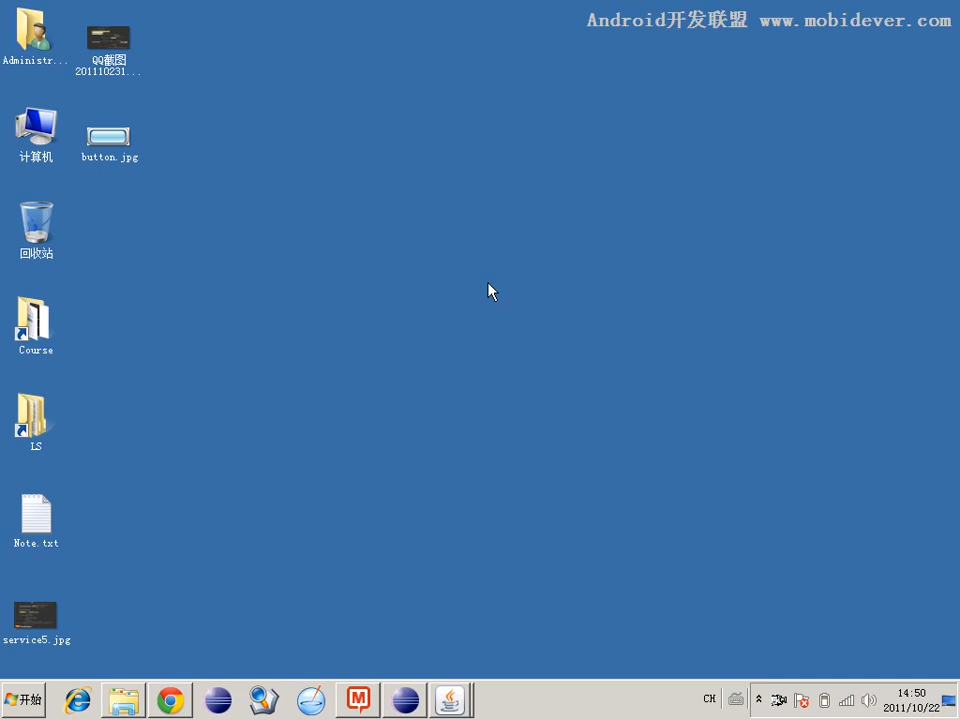 Android开发联盟 www.mobidever.com
Administr...
QQ截图
201110231...
计算机
button.jpg
回收站
Course
LS
Note.txt
service5.jpg
开始
CH
14:50
2011/10/22